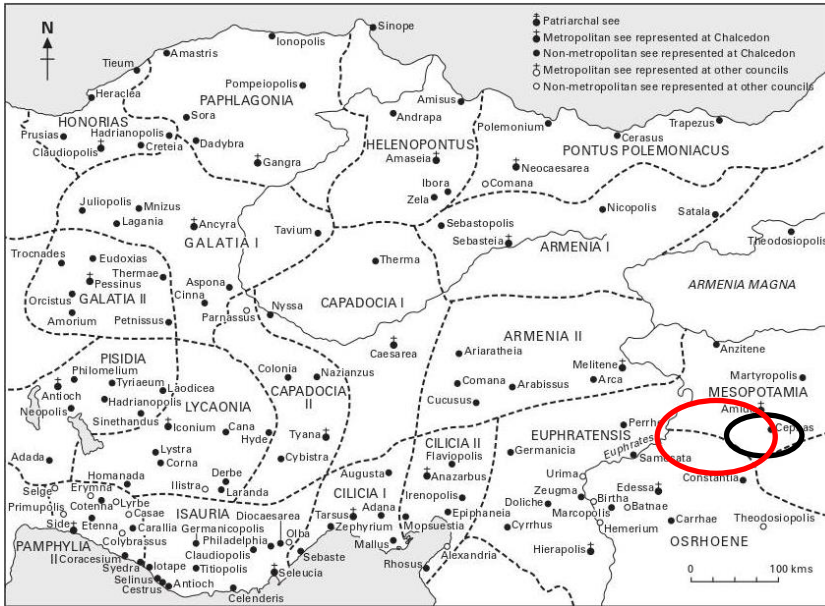 N
Patriarchal see
Metropolitan see represented at Chalcedon
Non-metropolitan see represented at Chalcedon
Metropolitan see represented at other councils
Non-metropolitan see represented at other councils
Sinope
Ionopolis
Amastris
Tieum
Pompeiopolis
PAPHLAGONIA
Heraclea
Amisus
Andrapa
Sora
HONORIAS
Hadrianopolis
Prusias
Claudiopolis
Creteia
Dadybra
Gangra
HELENOPONTUS
Amaseia
Polemonium
Cerasus
Trapezus
PONTUS POLEMONIACUS
Neocaesarea
Ibora
Comana
Zela
Juliopolis
Mnizus
Lagania
Ancyra
GALATIA I
Tavium
Sebastopolis
Sebasteia
Nicopolis
Satala
ARMENIA I
Theodosiopolis
Trocnades
Eudoxias
Pessinus
Thermae
Orcistus
GALATIA II
Amorium
Petnissus
Aspona
Cinna
Parnassus
Nyssa
Therma
CAPADOCIA I
ARMENIA MAGNA
ARMENIA II
Anzitene
Caesarea
Ariaratheia
Melitene
Comana
Arabissus
Arca
Cucusus
Martyropolis
MESOPOTAMIA
PISIDIA
Philomelium
Antioch
Tyriaeum
Laodicea
Neopolis
Hadrianopolis
Sinethandus
LYCAONIA
Iconium
Cana
Hyde
Lystra
Corna
Colonia
Nazianzus
CAPADOCIA
II
Tyana
Cybistra
Perrhe
EUPHRATENSIS
Euphrates
Samosata
Germanicia
CILICIA II
Flaviopolis
Anazarbus
Constantia
Adada
Homanada
Derbe
Laranda
Ilistra
Augusta
CILICIA I
Irenopolis
Urima
Zeugma
Birtha
Edessa
Doliche
Marcopolis
Batnae
Selge
Erymna
Primupolis
Cotenna
Lyrbe
Casae
Side
Etenna
Carallia
Colybrassus
ISAURIA
Diocaesarea
Germanicopolis
Philadelphia
Olba
Claudiopolis
Titiopolis
Tarsus
Adana
Zephyrium
Mopsuestia
Epiphaneia
Mallus
Cyrrhus
Hemerium
Carrhae
Theodosiopolis
OSRHOENE
PAMPHYLIA
II
Coracesium
Syedra
Iotape
Selinus
Cestrus
Antioch
Celenderis
Seleucia
Sebaste
Rhosus
Alexandria
Hierapolis
0
100 kms